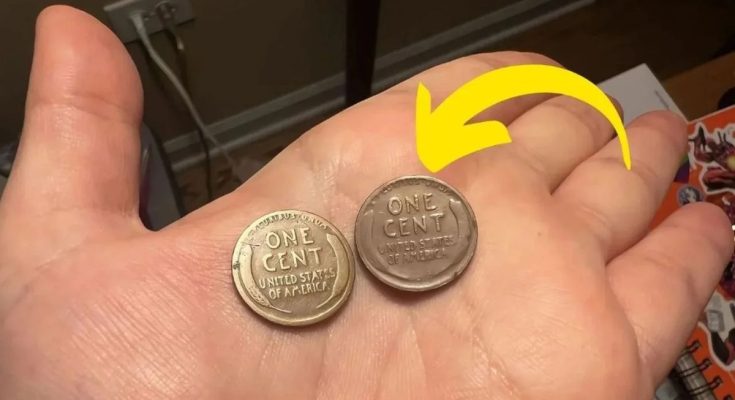 ONE
CENT
UNITED STATES
OF AMERICA
ONE
CENT
UNITED STATES
OF AMERICA